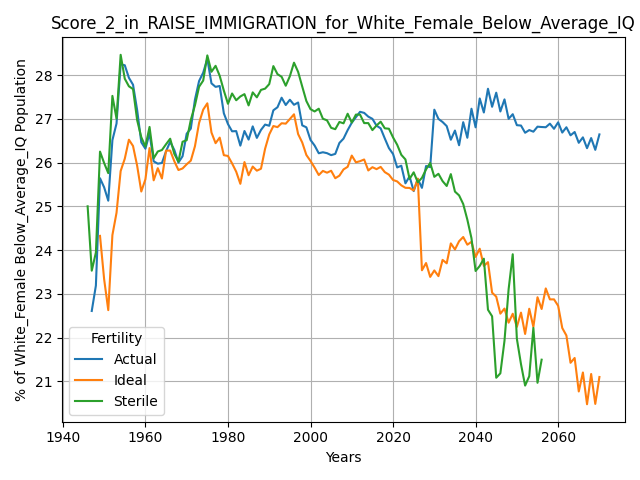 Score_2_in_RAISE_IMMIGRATION_for_White_Female_Below_Average_IQ
% of White_Female Below_Average_IQ Population
28
27
26
25
24
23
22
21
Fertility
Actual
Ideal
Sterile
1940 1960 1980 2000 2020 2040 2060
Years